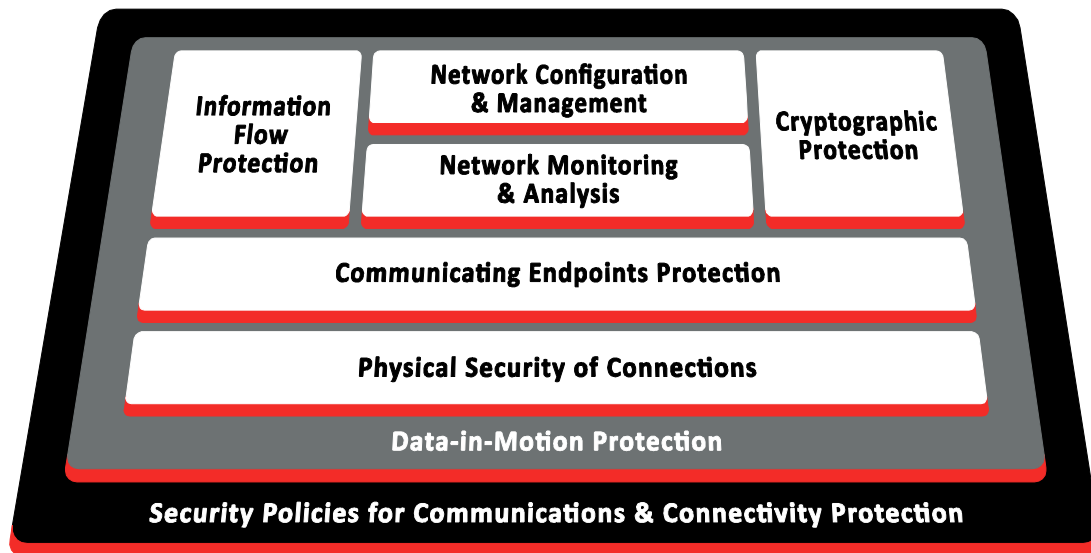 Information
Flow
Protection
Network Configuration
& Management
Network Monitoring
& Analysis
Cryptographic
Protection
Communicating Endpoints Protection
Physical Security of Connections
Data-in-Motion Protection
Security Policies for Communications & Connectivity Protection